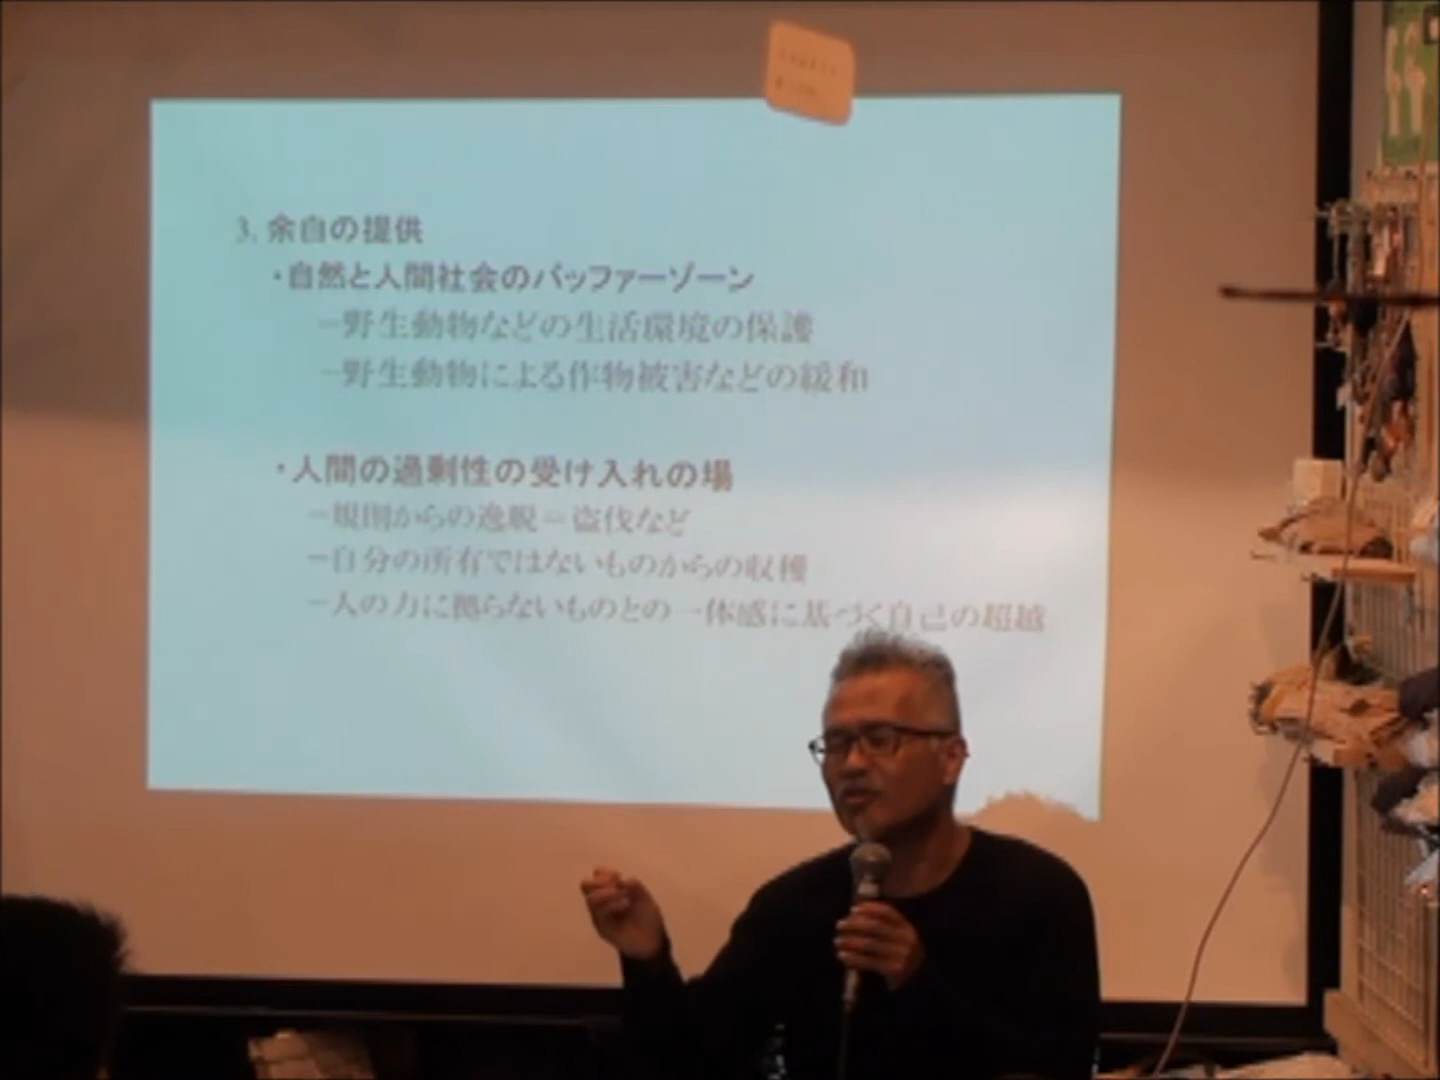 3. 余白の提供
・自然と人間社会のバッファーゾーン
－野生動物などの生活環境の保護
－野生動物による作物被害などの緩和
・人間の過剰性の受け入れの場
－規則からの逸脱＝盗伐など
－自分の所有ではないものからの収穫
－人の力に拠らないものとの一体感に基づく自己の超越